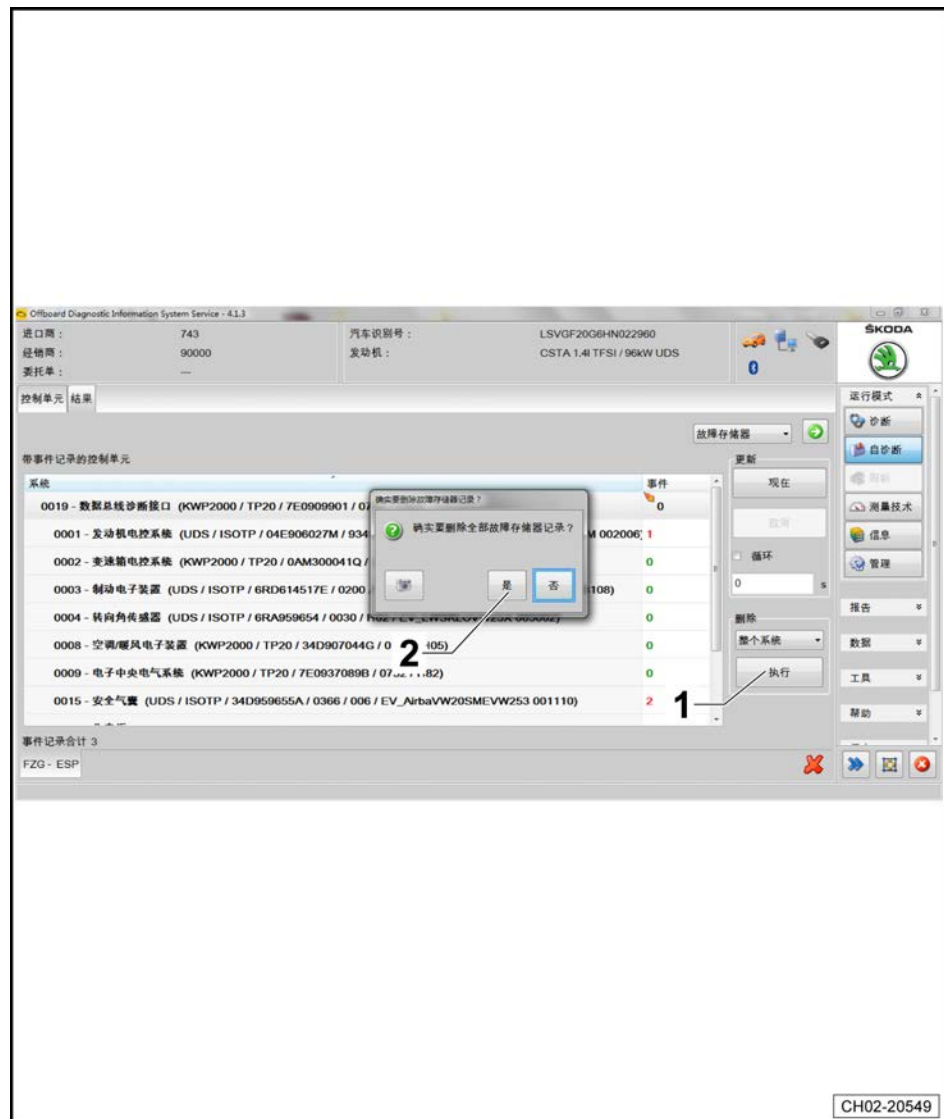 Offboard Diagnostic Information System Service - 4.1.3
进口商： 743 汽车识别号： LSVGF20G6HN022960
经销商： 90000 发动机： CSTA 1.4l TFSI / 96kW UDS
委托单： ---
ŠKODA
控制单元 结果
运行模式
诊断
自诊断
测量技术
信息
管理
报告
数据
工具
帮助
故障存储器
带事件记录的控制单元
系统 事件
0019 - 数据总线诊断接口 (KWP2000 / TP20 / 7E0909901 / 07 0
0001 - 发动机电控系统 (UDS / ISOTP / 04E906027M / 934 M 002006) 1
0002 - 变速箱电控系统 (KWP2000 / TP20 / 0AM300041Q / 0
0003 - 制动电子装置 (UDS / ISOTP / 6RD614517E / 0200 108) 0
0004 - 转向角传感器 (UDS / ISOTP / 6RA959654 / 0030 / 0
0008 - 空调/暖风电子装置 (KWP2000 / TP20 / 34D907044G / 0 H05) 0
0009 - 电子中央电气系统 (KWP2000 / TP20 / 7E0937089B / .82) 0
0015 - 安全气囊 (UDS / ISOTP / 34D959655A / 0366 / 006 / EV_AirbaVW20SMEVW253 001110) 2
确实要删除故障存储器记录？
确实要删除全部故障存储器记录？
是 否
更新
现在
循环
0 s
删除
整个系统
执行
1
2
事件记录合计 3
FZG - ESP
CH02-20549